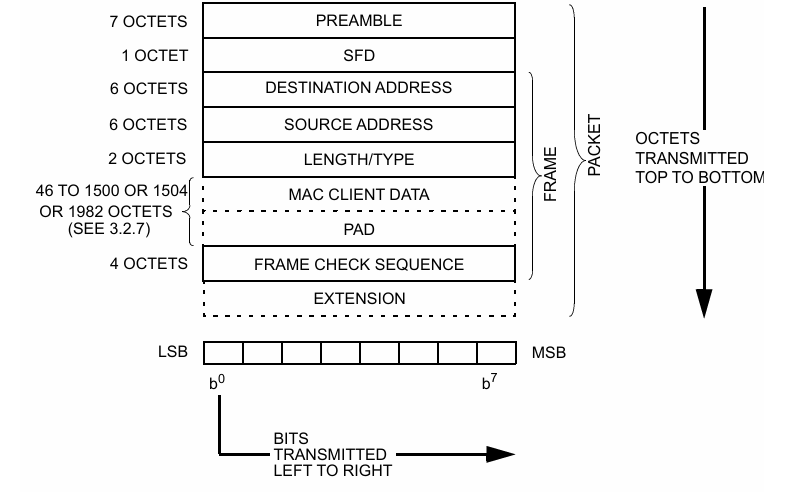 7 OCTETS PREAMBLE
1 OCTET SFD
6 OCTETS DESTINATION ADDRESS
6 OCTETS SOURCE ADDRESS
2 OCTETS LENGTH/TYPE
46 TO 1500 OR 1504
OR 1982 OCTETS
(SEE 3.2.7)
MAC CLIENT DATA
PAD
4 OCTETS FRAME CHECK SEQUENCE
EXTENSION
FRAME
PACKET
OCTETS
TRANSMITTED
TOP TO BOTTOM
LSB MSB
b0 b7
BITS
TRANSMITTED
LEFT TO RIGHT